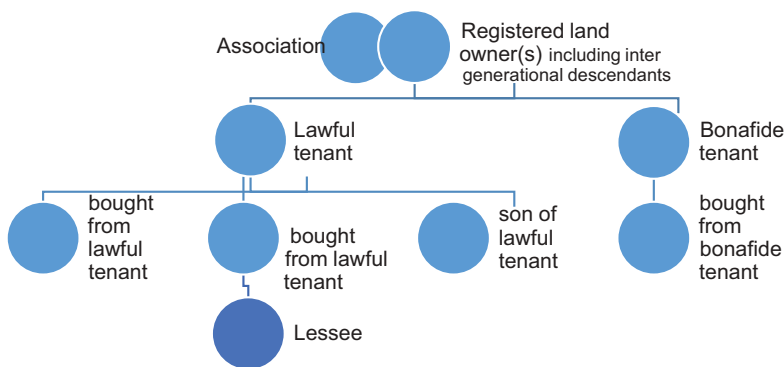 Association
Registered land
owner(s) including inter
generational descendants
Lawful
tenant
Bonafide
tenant
bought
from
lawful
tenant
bought
from lawful
tenant
son of
lawful
tenant
bought
from
bonafide
tenant
Lessee